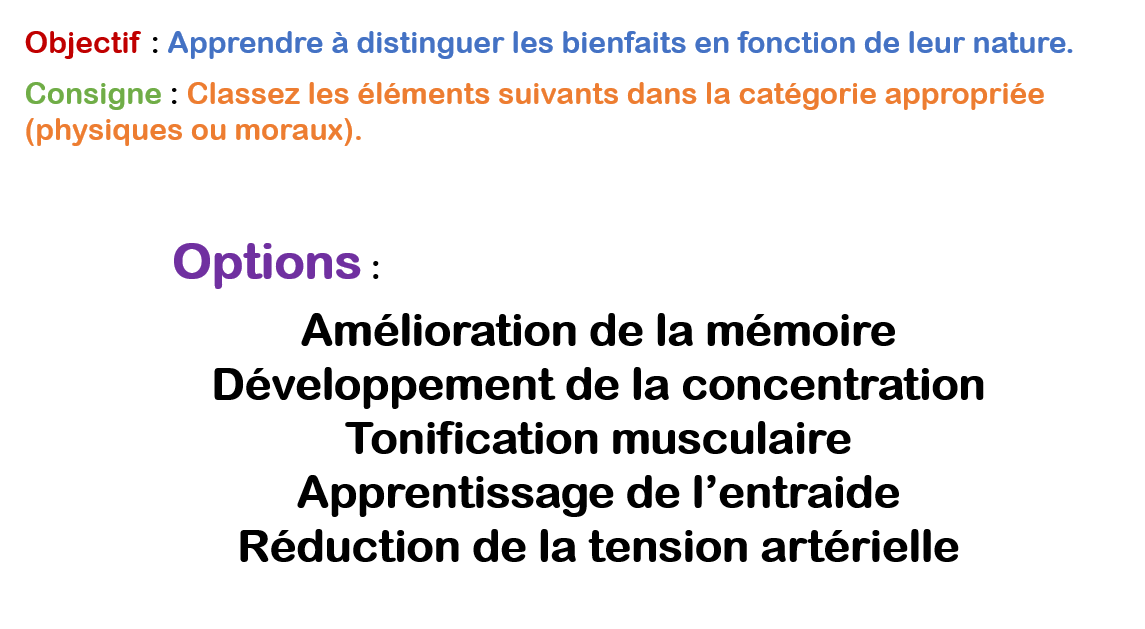 Objectif : Apprendre à distinguer les bienfaits en fonction de leur nature.
Consigne : Classez les éléments suivants dans la catégorie appropriée
(physiques ou moraux).
Options :
Amélioration de la mémoire
Développement de la concentration
Tonification musculaire
Apprentissage de l’entraide
Réduction de la tension artérielle